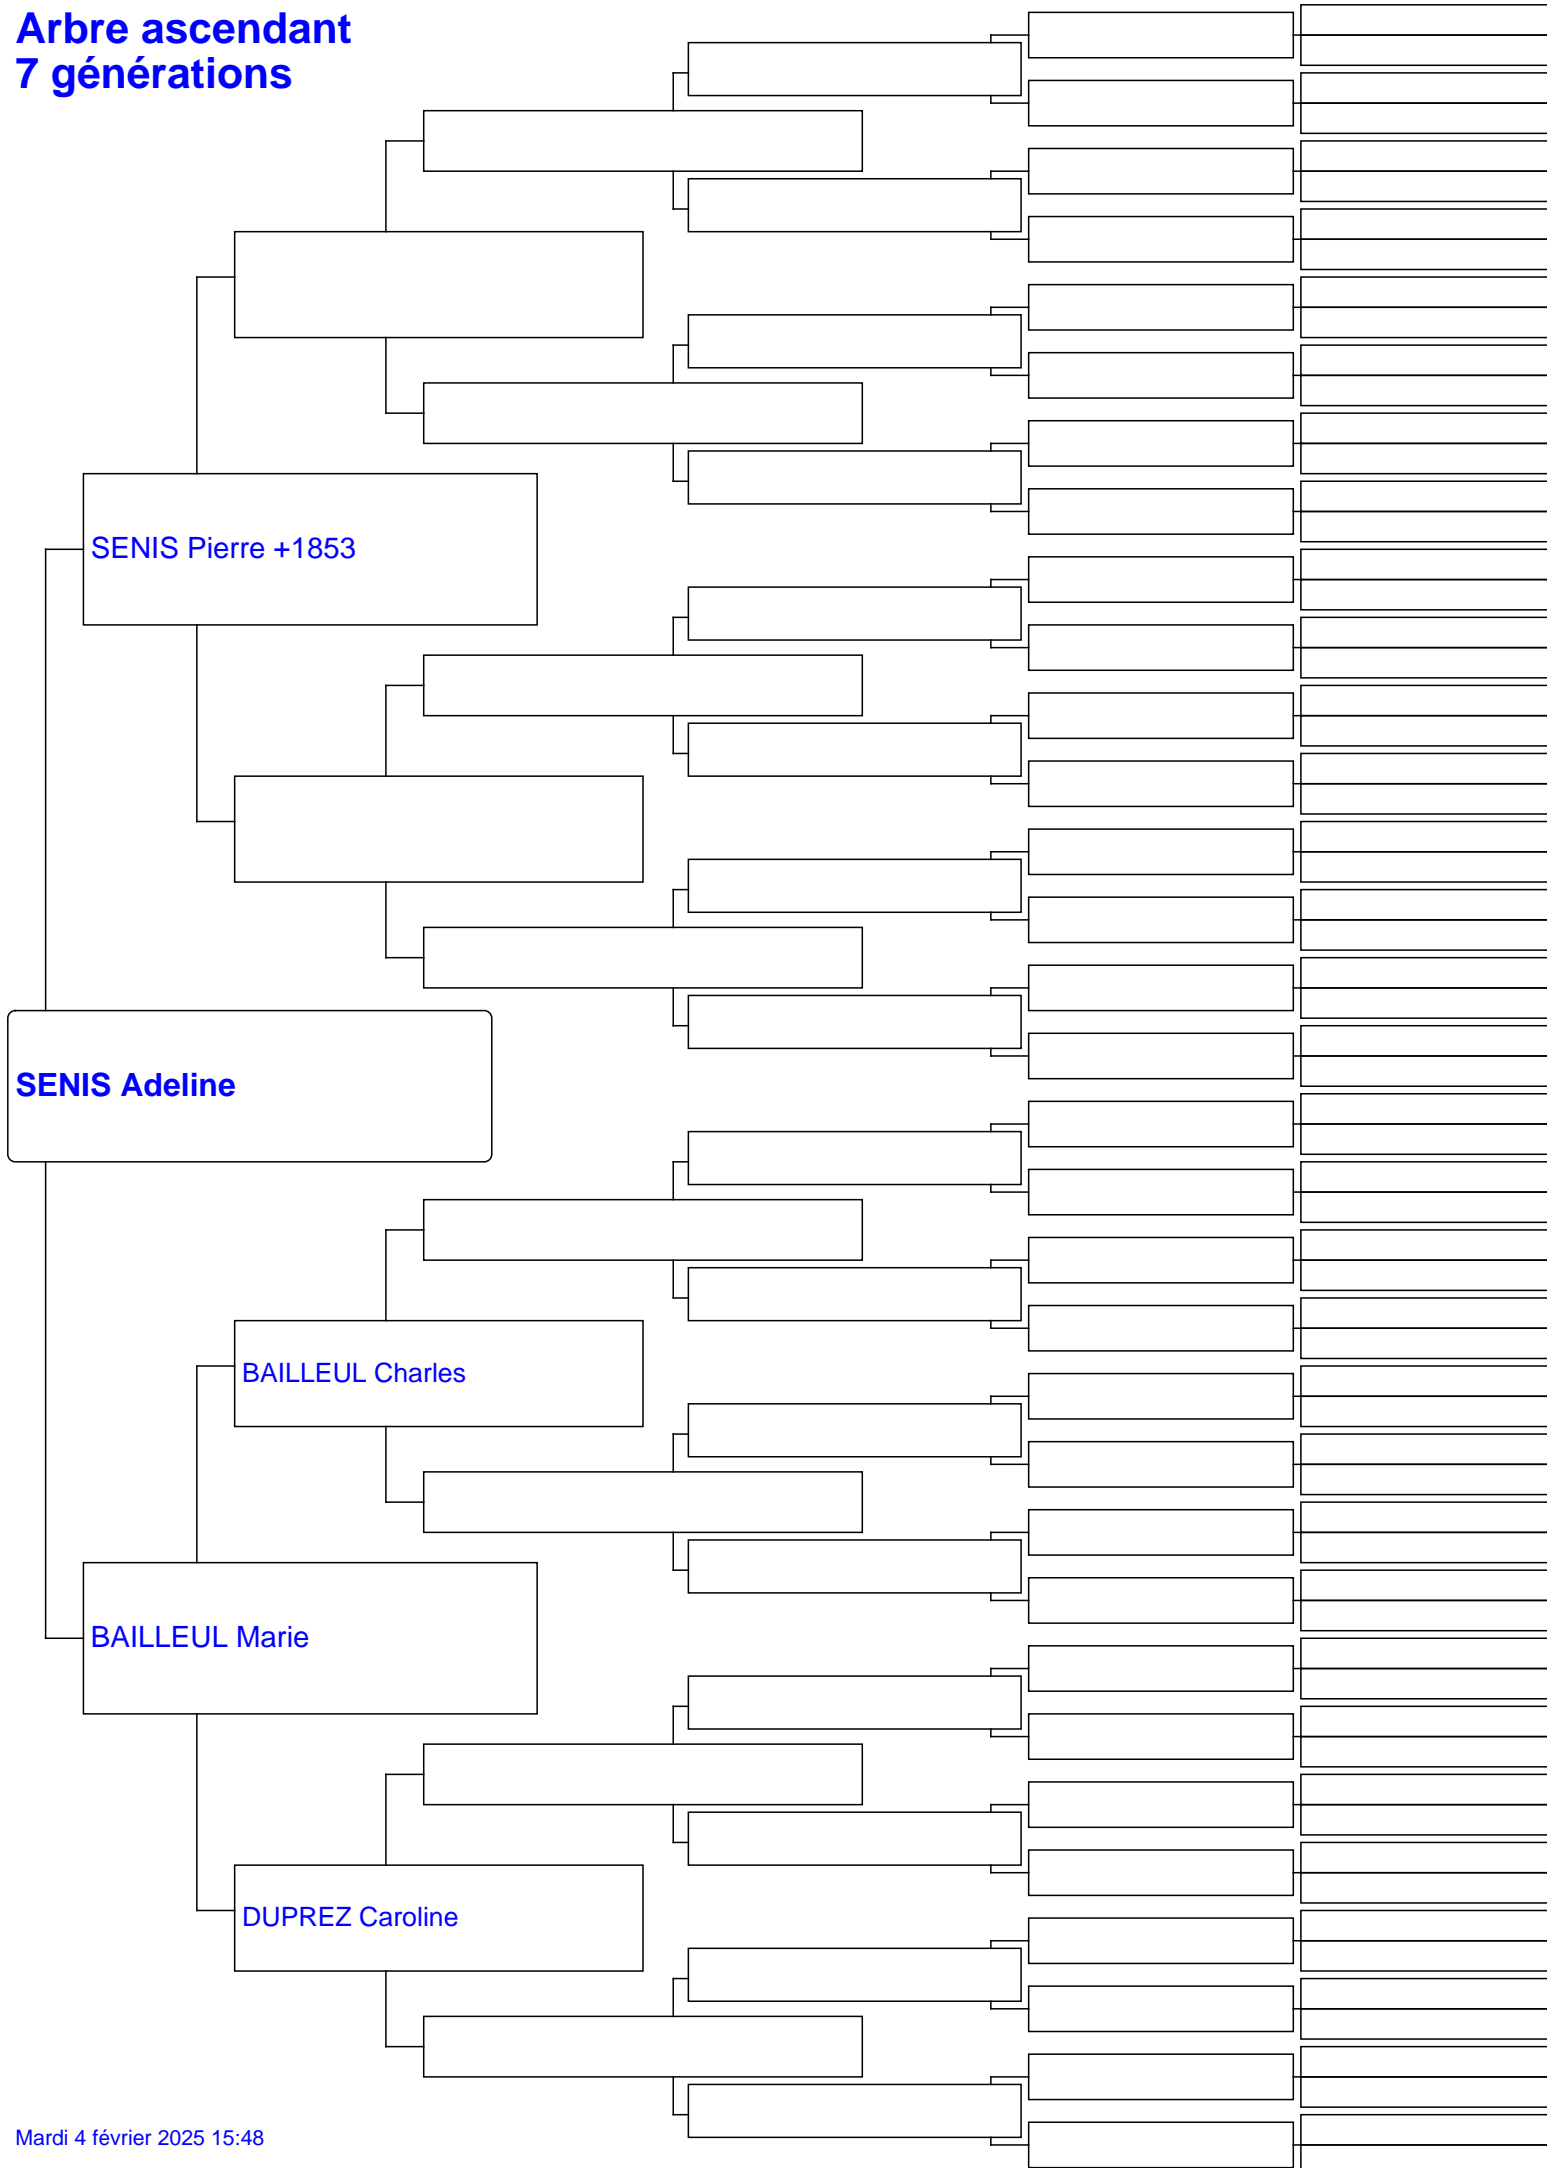 Arbre ascendant
7 générations
SENIS Pierre +1853
SENIS Adeline
BAILLEUL Charles
BAILLEUL Marie
DUPREZ Caroline
Mardi 4 février 2025 15:48